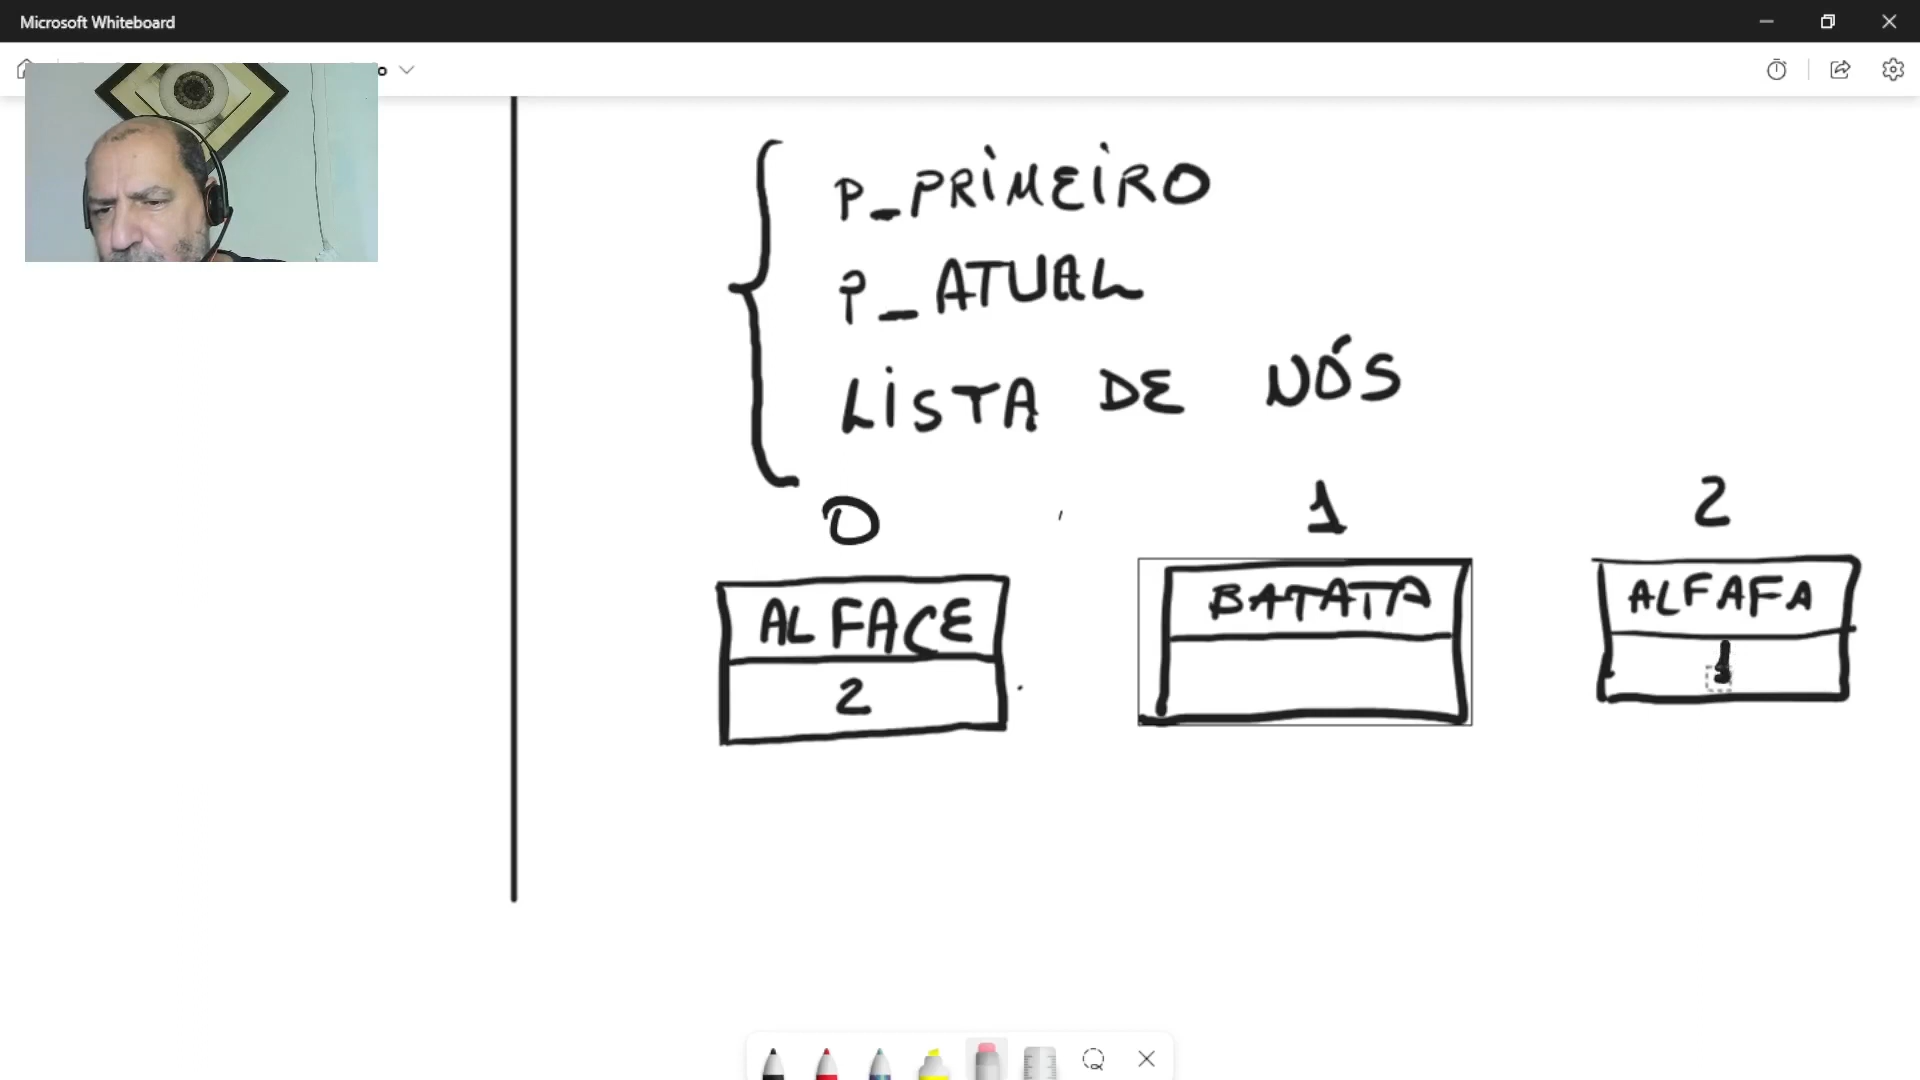 Microsoft Whiteboard
o
P_PRIMEIRO
P_ATUAL
LISTA DE NÓS
0 1 2
ALFACE BATATA ALFAFA
2 1